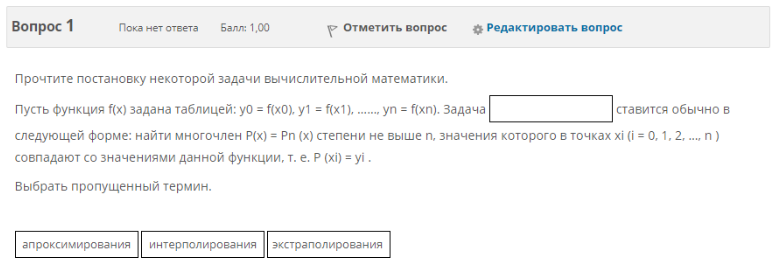 Вопрос 1 Пока нет ответа Балл: 1,00 Отметить вопрос Редактировать вопрос
Прочтите постановку некоторой задачи вычислительной математики.
Пусть функция f(x) задана таблицей: y0 = f(x0), y1 = f(x1), ......, yn = f(xn). Задача ставится обычно в
следующей форме: найти многочлен P(x) = Pn (x) степени не выше n, значения которого в точках xi (i = 0, 1, 2, ..., n )
совпадают со значениями данной функции, т. е. P (xi) = yi .
Выбрать пропущенный термин.
апроксимирования интерполирования экстраполирования